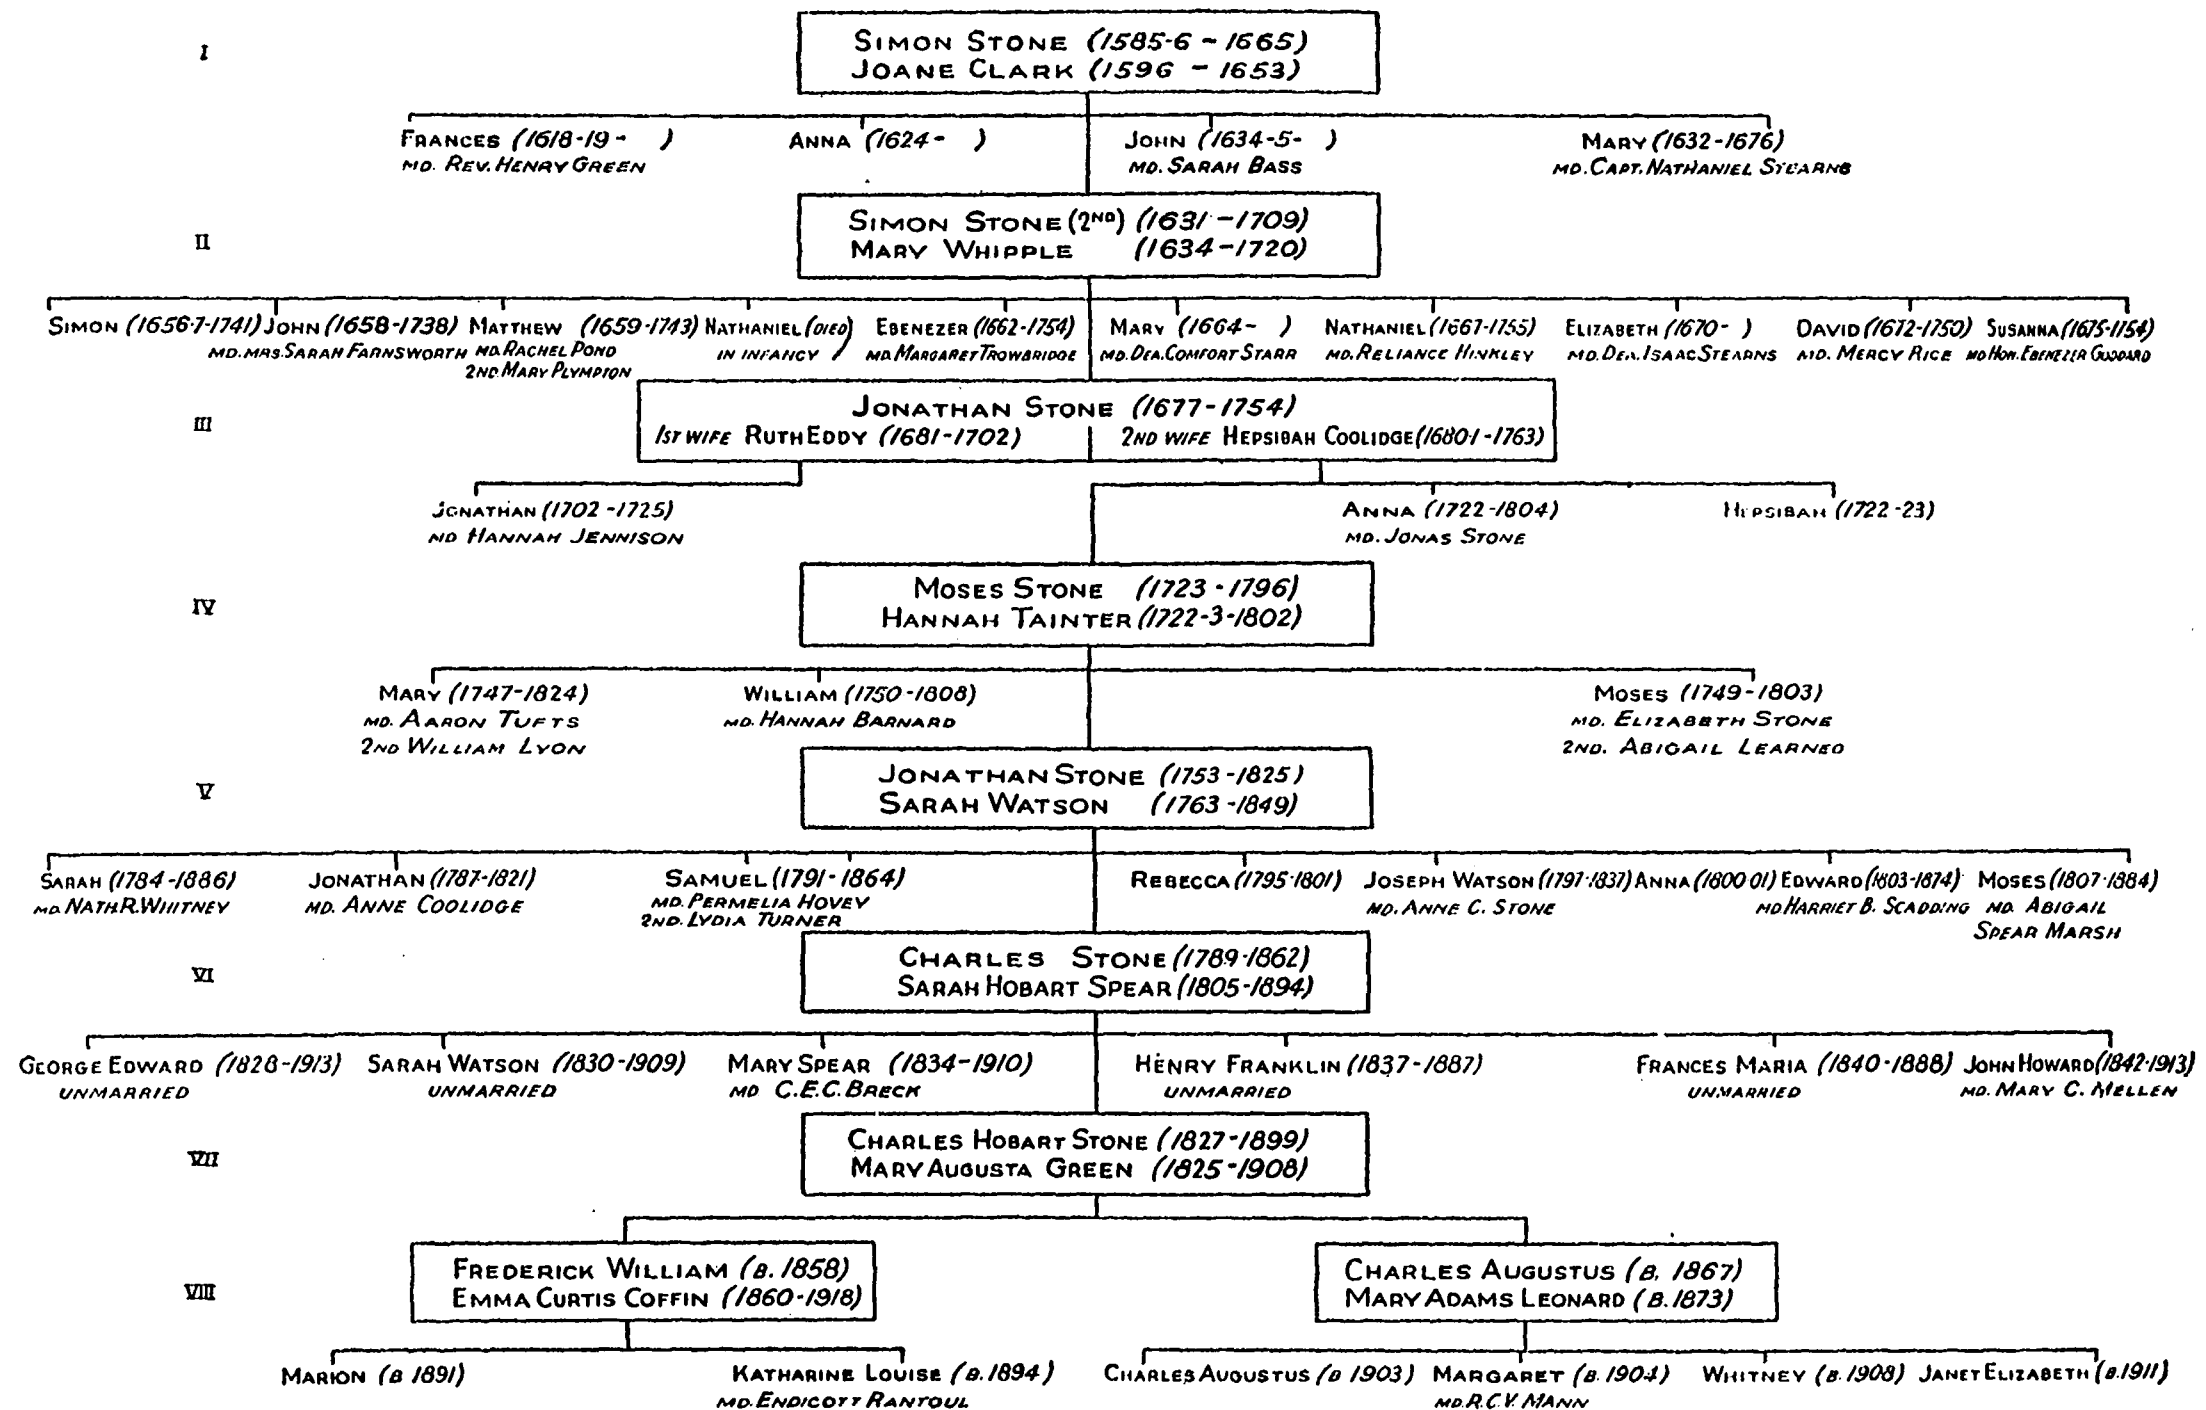 I
SIMON STONE (1585-6 - 1665)
JOANE CLARK (1596 - 1653)
FRANCES (1618-19 - )
MD. REV. HENRY GREEN
ANNA (1624 - )
JOHN (1634-5- )
MD. SARAH BASS
MARY (1632-1676)
MD. CAPT. NATHANIEL STEARNS
II
SIMON STONE (2ND) (1631 - 1709)
MARY WHIPPLE (1634 - 1720)
SIMON (1656-7-1741)
JOHN (1658-1738)
MD. MRS. SARAH FARNSWORTH
MATTHEW (1659-1743)
MD. RACHEL POND
2ND. MARY PLYMPTON
NATHANIEL (DIED
IN INFANCY)
EBENEZER (1662-1754)
MD. MARGARET TROWBRIDGE
MARY (1664- )
MD. DEA. COMFORT STARR
NATHANIEL (1667-1755)
MD. RELIANCE HINKLEY
ELIZABETH (1670- )
MD. DEA. ISAAC STEARNS
DAVID (1672-1750)
MD. MERCY RICE
SUSANNA (1675-1754)
MD HON. EBENEZER GODDARD
III
JONATHAN STONE (1677-1754)
1ST WIFE RUTH EDDY (1681-1702)
2ND WIFE HEPSIBAH COOLIDGE (1680-1 -1763)
JONATHAN (1702 -1725)
MD HANNAH JENNISON
ANNA (1722-1804)
MD. JONAS STONE
HEPSIBAH (1722-23)
IV
MOSES STONE (1723 - 1796)
HANNAH TAINTER (1722-3-1802)
MARY (1747-1824)
MD. AARON TUFTS
2ND WILLIAM LYON
WILLIAM (1750-1808)
MD. HANNAH BARNARD
MOSES (1749-1803)
MD. ELIZABETH STONE
2ND. ABIGAIL LEARNED
V
JONATHAN STONE (1753-1825)
SARAH WATSON (1763-1849)
SARAH (1784-1886)
MD. NATH R. WHITNEY
JONATHAN (1787-1821)
MD. ANNE COOLIDGE
SAMUEL (1791-1864)
MD. PERMELIA HOVEY
2ND. LYDIA TURNER
REBECCA (1795-1801)
JOSEPH WATSON (1797-1837)
MD. ANNE C. STONE
ANNA (1800-01)
EDWARD (1803-1874)
MD HARRIET B. SCADDING
MOSES (1807-1884)
MD. ABIGAIL
SPEAR MARSH
VI
CHARLES STONE (1789-1862)
SARAH HOBART SPEAR (1805-1894)
GEORGE EDWARD (1828-1913)
UNMARRIED
SARAH WATSON (1830-1909)
UNMARRIED
MARY SPEAR (1834-1910)
MD C.E.C. BRECK
HENRY FRANKLIN (1837-1887)
UNMARRIED
FRANCES MARIA (1840-1888)
UNMARRIED
JOHN HOWARD (1842-1913)
MD. MARY C. MELLEN
VII
CHARLES HOBART STONE (1827-1899)
MARY AUGUSTA GREEN (1825-1908)
VIII
FREDERICK WILLIAM (B. 1858)
EMMA CURTIS COFFIN (1860-1918)
CHARLES AUGUSTUS (B. 1867)
MARY ADAMS LEONARD (B. 1873)
MARION (B 1891)
KATHARINE LOUISE (B. 1894)
MD. ENDICOTT RANTOUL
CHARLES AUGUSTUS (B 1903)
MARGARET (B. 1904)
MD. R.C.V. MANN
WHITNEY (B. 1908)
JANET ELIZABETH (B. 1911)